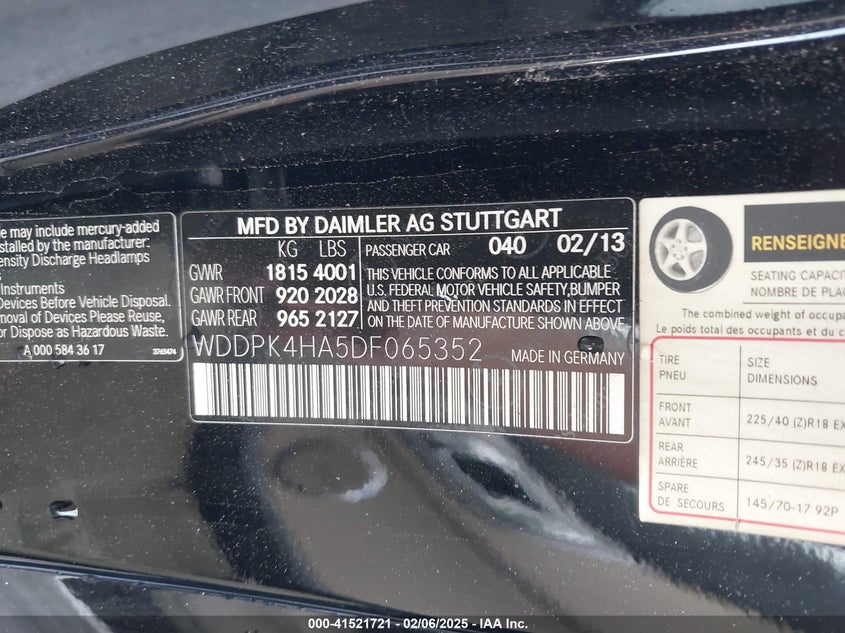 e may include mercury-added
stalled by the manufacturer:
ensity Discharge Headlamps
s
Instruments
Devices Before Vehicle Disposal.
moval of Devices Please Reuse,
or Dispose as Hazardous Waste.
A 000 584 36 17
MFD BY DAIMLER AG STUTTGART
KG LBS
GVWR 1815 4001
GAWR FRONT 920 2028
GAWR REAR 965 2127
PASSENGER CAR 040 02/13
THIS VEHICLE CONFORMS TO ALL APPLICABLE
U.S. FEDERAL MOTOR VEHICLE SAFETY, BUMPER
AND THEFT PREVENTION STANDARDS IN EFFECT
ON THE DATE OF MANUFACTURE SHOWN ABOVE
WDDPK4HA5DF065352 MADE IN GERMANY
RENSEIGNE
SEATING CAPACIT
NOMBRE DE PLAC
The combined weight of occupa
Le poids total des occupants et du c
TIRE SIZE
PNEU DIMENSIONS
FRONT
AVANT 225/40 (Z)R18 EX
REAR
ARRIÈRE 245/35 (Z)R18 EX
SPARE
DE SECOURS 145/70-17 92P
000-41521721 - 02/06/2025 - IAA Inc.